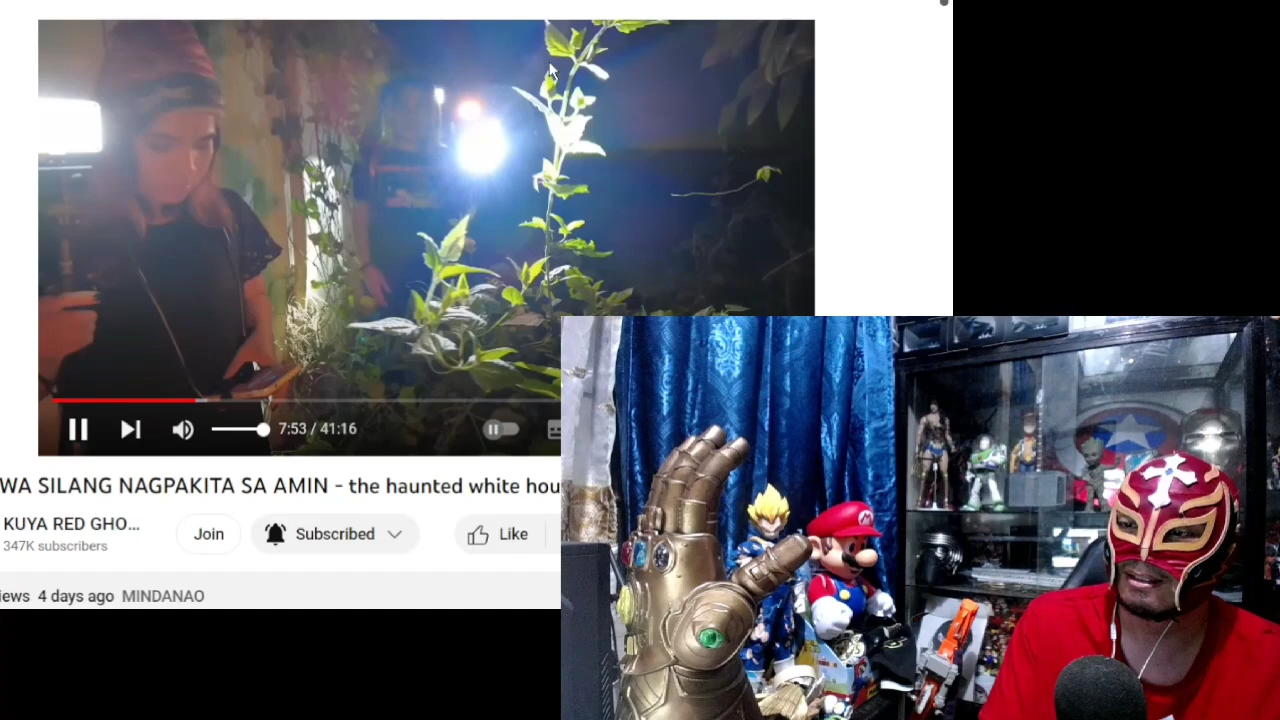 7:53 / 41:16
WA SILANG NAGPAKITA SA AMIN - the haunted white hou
KUYA RED GHO...
347K subscribers
Join
Subscribed
Like
iews 4 days ago MINDANAO
M